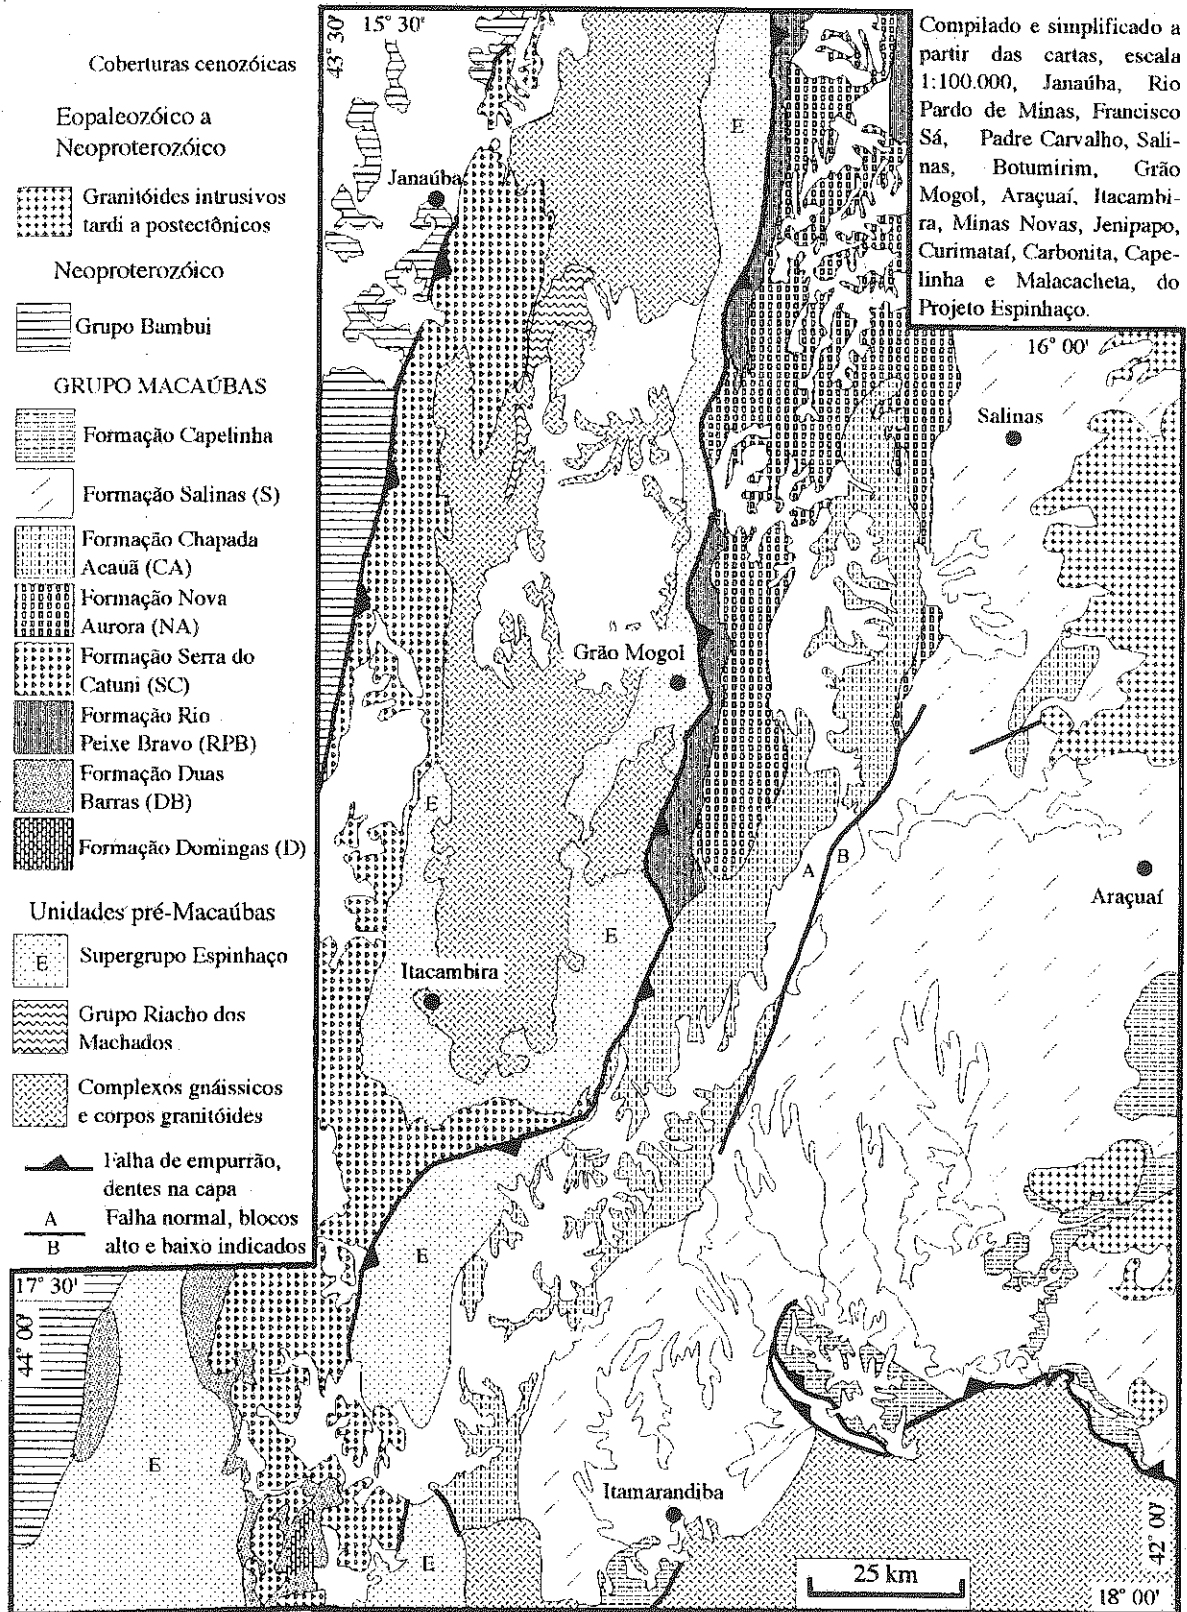 Coberturas cenozóicas
Eopaleozóico a
Neoproterozóico
Granitóides intrusivos
tardi a postectônicos
Neoproterozóico
Grupo Bambui
GRUPO MACAÚBAS
Formação Capelinha
Formação Salinas (S)
Formação Chapada
Acauã (CA)
Formação Nova
Aurora (NA)
Formação Serra do
Catuni (SC)
Formação Rio
Peixe Bravo (RPB)
Formação Duas
Barras (DB)
Formação Domingas (D)
Unidades pré-Macaúbas
E
Supergrupo Espinhaço
Grupo Riacho dos
Machados
Complexos gnáissicos
e corpos granitóides
Falha de empurrão,
dentes na capa
A
Falha normal, blocos
B
alto e baixo indicados
43° 30'
15° 30'
Compilado e simplificado a
partir das cartas, escala
1:100.000, Janaúba, Rio
Pardo de Minas, Francisco
Sá, Padre Carvalho, Sali-
nas, Botumirim, Grão
Mogol, Araçuaí, Itacambi-
ra, Minas Novas, Jenipapo,
Curimataí, Carbonita, Cape-
linha e Malacacheta, do
Projeto Espinhaço.
E
Janaúba
E
16° 00'
Salinas
Grão Mogol
E
A
B
Araçuaí
E
Itacambira
E
17° 30'
44° 00'
E
Itamarandiba
E
25 km
42° 00'
18° 00'